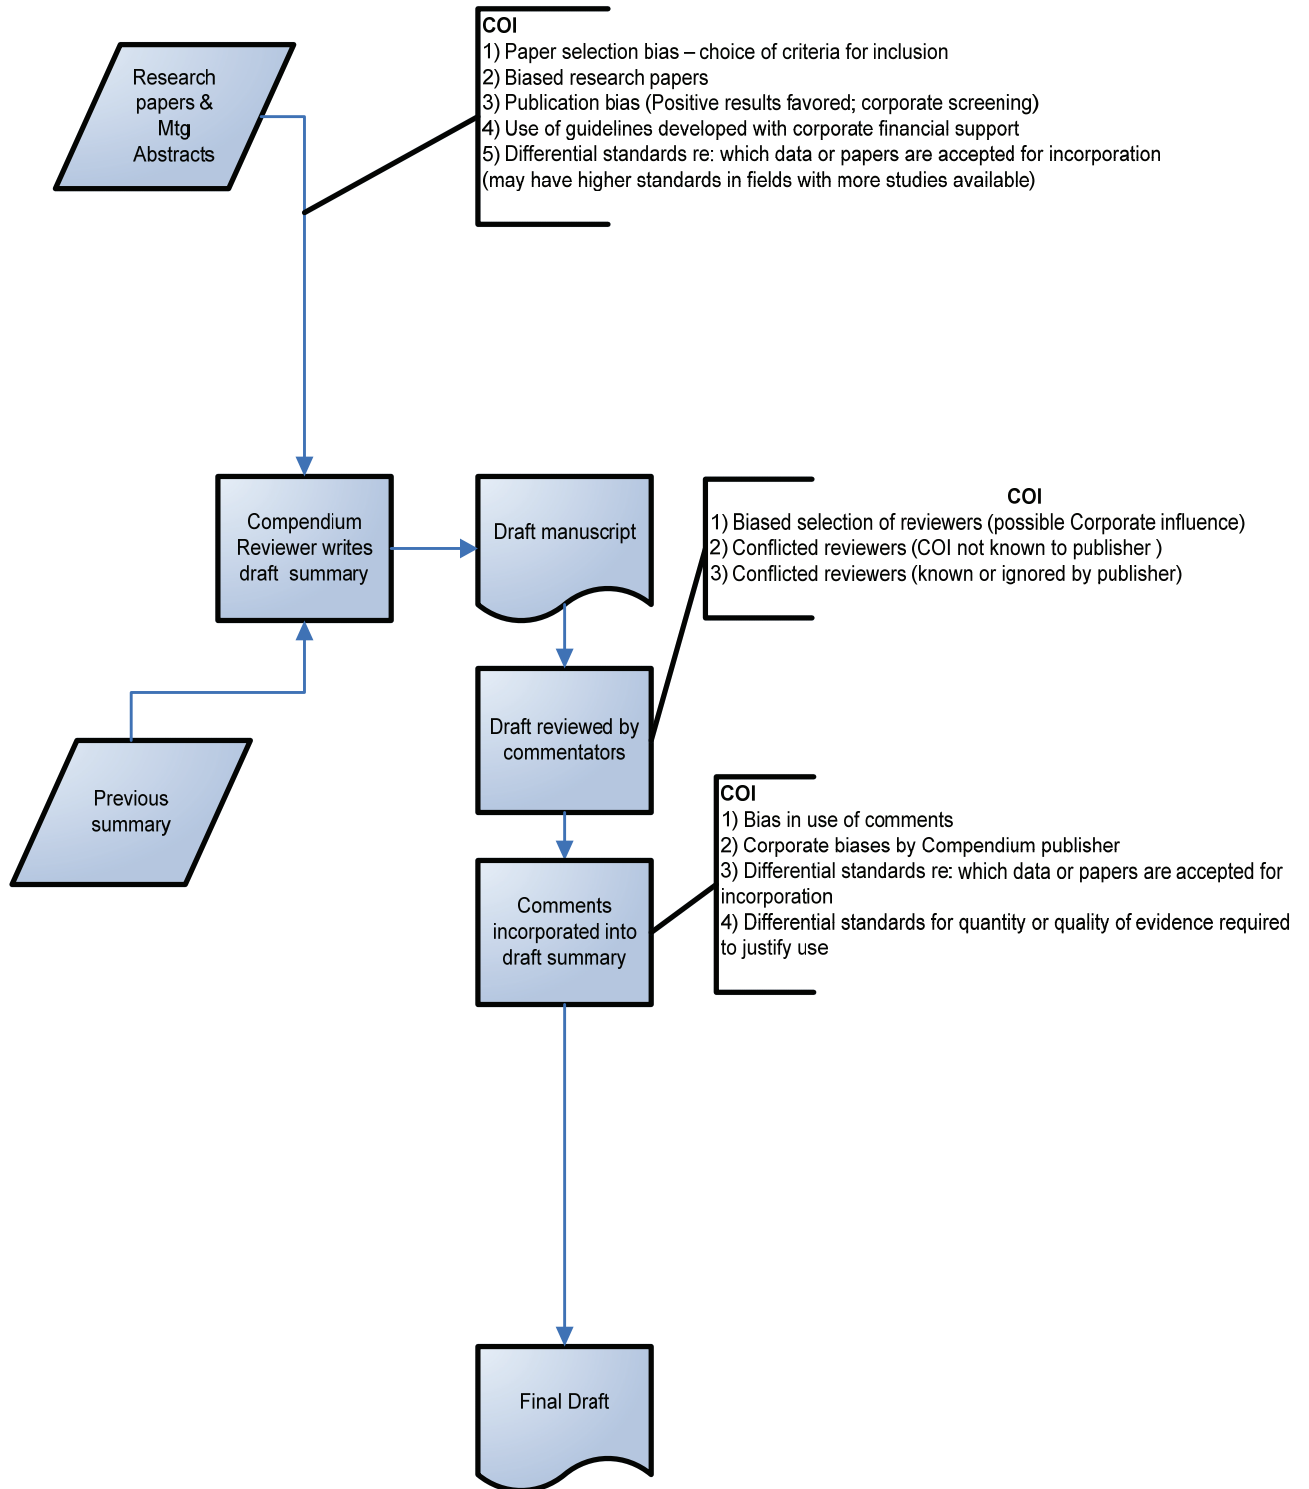 COI
1) Paper selection bias – choice of criteria for inclusion
2) Biased research papers
3) Publication bias (Positive results favored; corporate screening)
4) Use of guidelines developed with corporate financial support
5) Differential standards re: which data or papers are accepted for incorporation
(may have higher standards in fields with more studies available)
Research
papers &
Mtg
Abstracts
Compendium
Reviewer writes
draft summary
Draft manuscript
COI
1) Biased selection of reviewers (possible Corporate influence)
2) Conflicted reviewers (COI not known to publisher )
3) Conflicted reviewers (known or ignored by publisher)
Draft reviewed by
commentators
Previous
summary
COI
1) Bias in use of comments
2) Corporate biases by Compendium publisher
3) Differential standards re: which data or papers are accepted for
incorporation
4) Differential standards for quantity or quality of evidence required
to justify use
Comments
incorporated into
draft summary
Final Draft